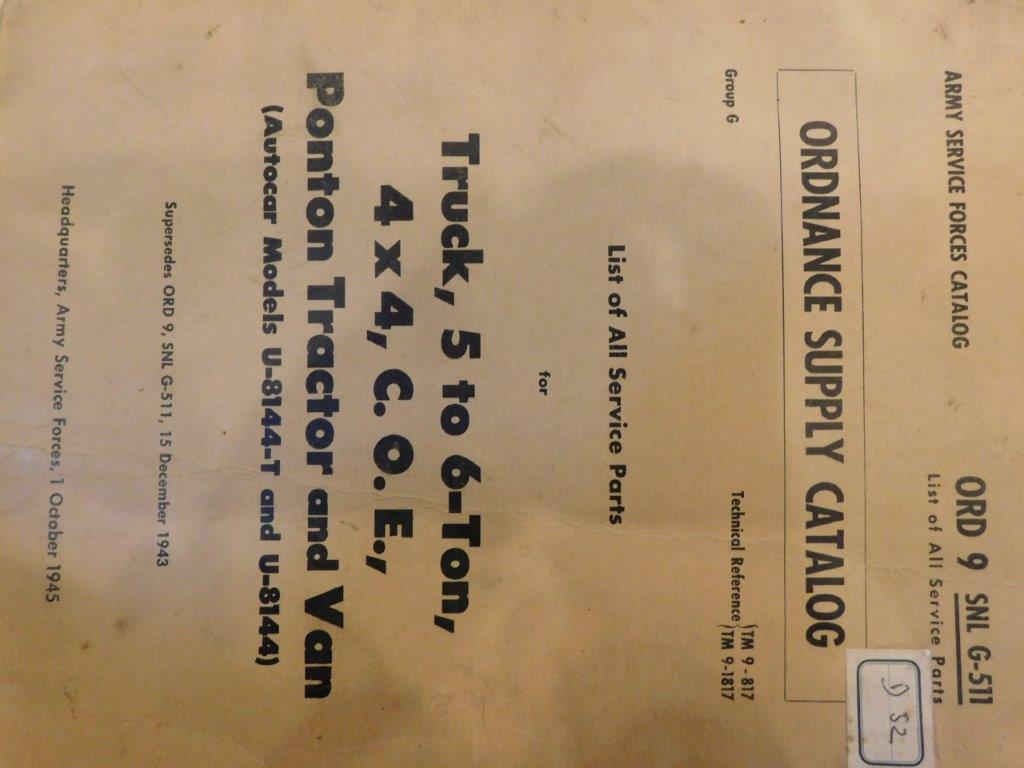 ARMY SERVICE FORCES CATALOG
ORD 9 SNL G-511
List of All Service Parts
D 52
ORDNANCE SUPPLY CATALOG
Group G
Technical Reference {TM 9-817
{TM 9-1817
List of All Service Parts
for
Truck, 5 to 6-Ton,
4 x 4, C. O. E.,
Ponton Tractor and Van
(Autocar Models U-8144-T and U-8144)
Supersedes ORD 9, SNL G-511, 15 December 1943
Headquarters, Army Service Forces, 1 October 1945